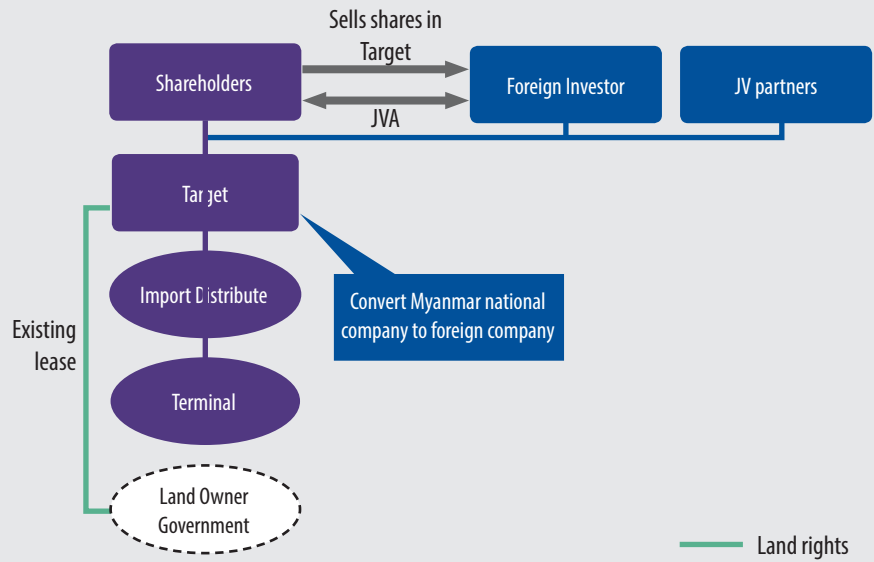 Sells shares in
Target
Shareholders
Foreign Investor
JV partners
JVA
Target
Import Distribute
Convert Myanmar national
company to foreign company
Existing
lease
Terminal
Land Owner
Government
Land rights